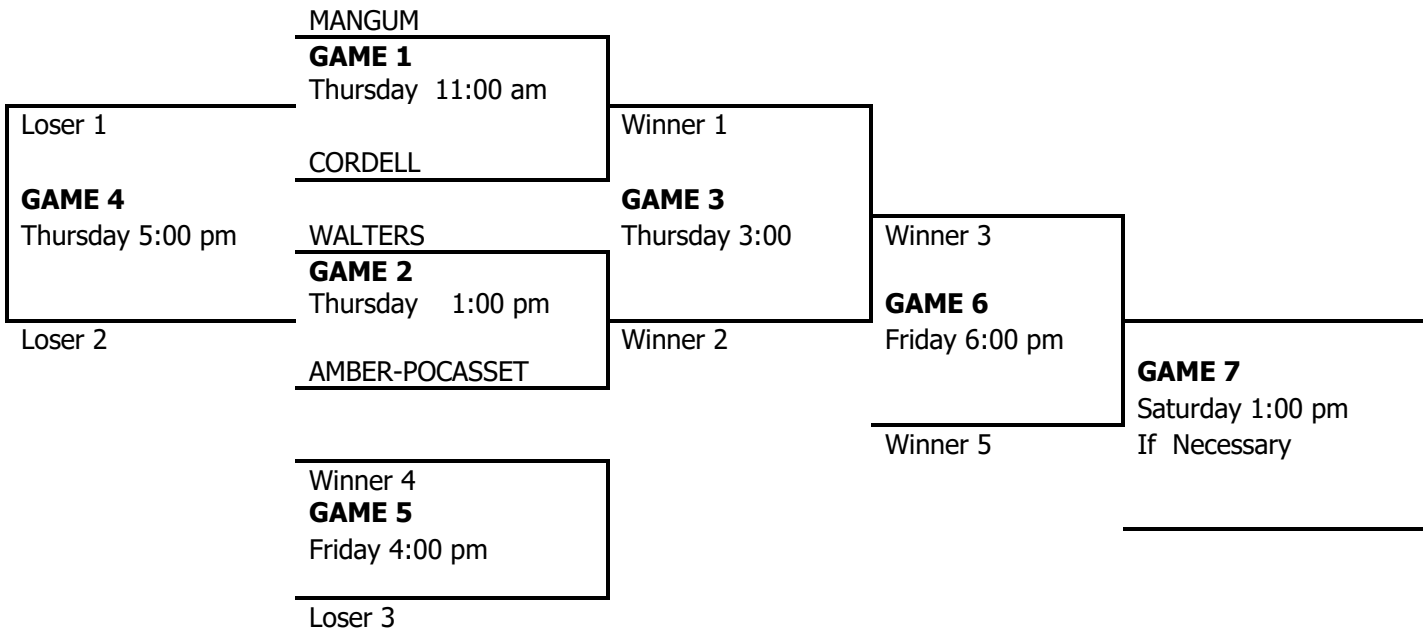 MANGUM
GAME 1
Thursday 11:00 am
Loser 1
Winner 1
CORDELL
GAME 4
GAME 3
Thursday 5:00 pm
WALTERS
Thursday 3:00
Winner 3
GAME 2
Thursday 1:00 pm
GAME 6
Loser 2
Winner 2
Friday 6:00 pm
AMBER-POCASSET
GAME 7
Saturday 1:00 pm
Winner 5
If Necessary
Winner 4
GAME 5
Friday 4:00 pm
Loser 3